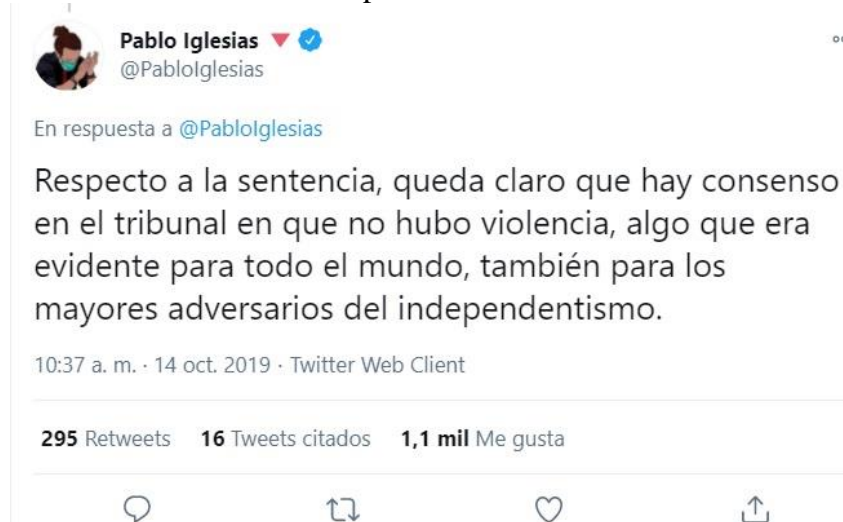 Pablo Iglesias
@PabloIglesias
En respuesta a @PabloIglesias
Respecto a la sentencia, queda claro que hay consenso
en el tribunal en que no hubo violencia, algo que era
evidente para todo el mundo, también para los
mayores adversarios del independentismo.
10:37 a. m. · 14 oct. 2019 · Twitter Web Client
295 Retweets 16 Tweets citados 1,1 mil Me gusta